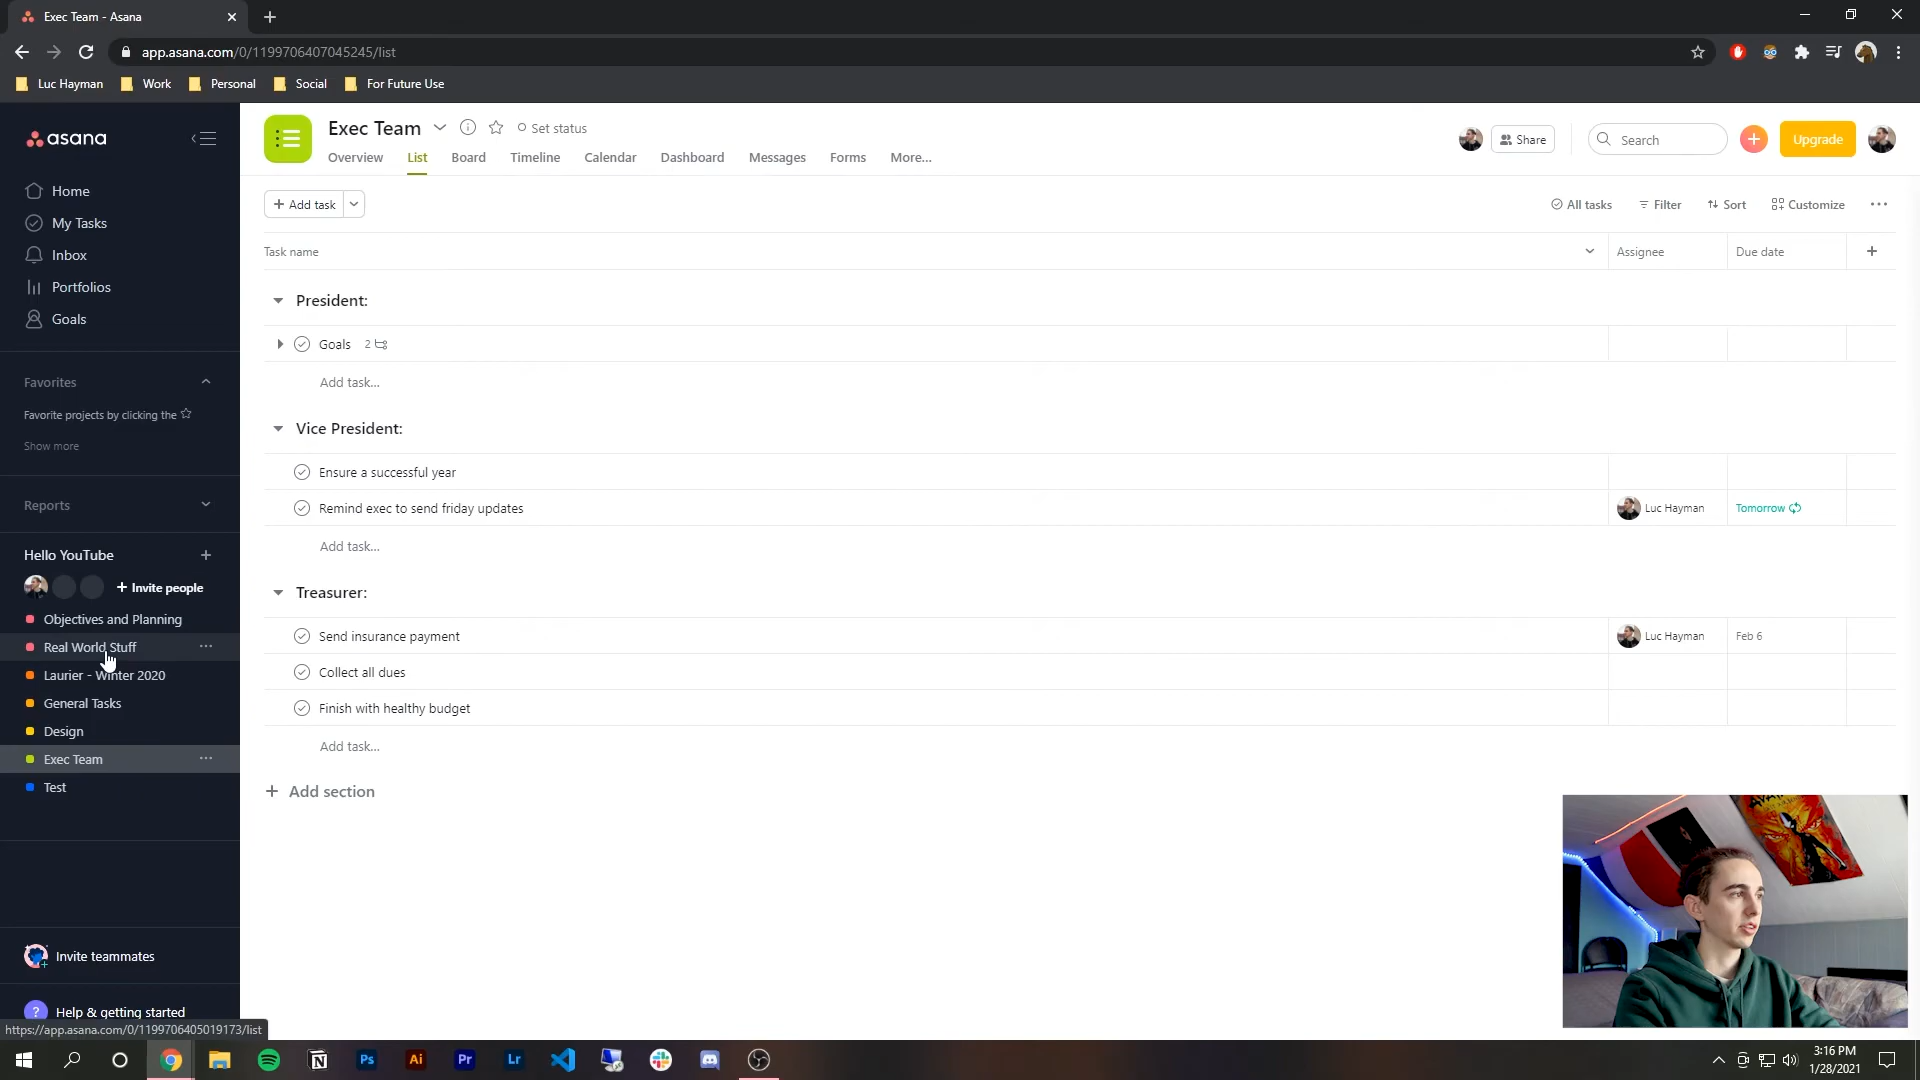 Exec Team - Asana
app.asana.com/0/1199706407045245/list
Luc Hayman Work Personal Social For Future Use
asana
Home
My Tasks
Inbox
Portfolios
Goals
Favorites
Favorite projects by clicking the
Show more
Reports
Hello YouTube
Invite people
Objectives and Planning
Real World Stuff
Laurier - Winter 2020
General Tasks
Design
Exec Team
Test
Invite teammates
? Help & getting started
https://app.asana.com/0/1199706405019173/list
Exec Team Set status
Overview List Board Timeline Calendar Dashboard Messages Forms More...
Share Search Upgrade
+ Add task
All tasks Filter Sort Customize
Task name Assignee Due date
President:
Goals 2
Add task...
Vice President:
Ensure a successful year
Remind exec to send friday updates Luc Hayman Tomorrow
Add task...
Treasurer:
Send insurance payment Luc Hayman Feb 6
Collect all dues
Finish with healthy budget
Add task...
+ Add section
Ps Ai Pr Lr
3:16 PM
1/28/2021